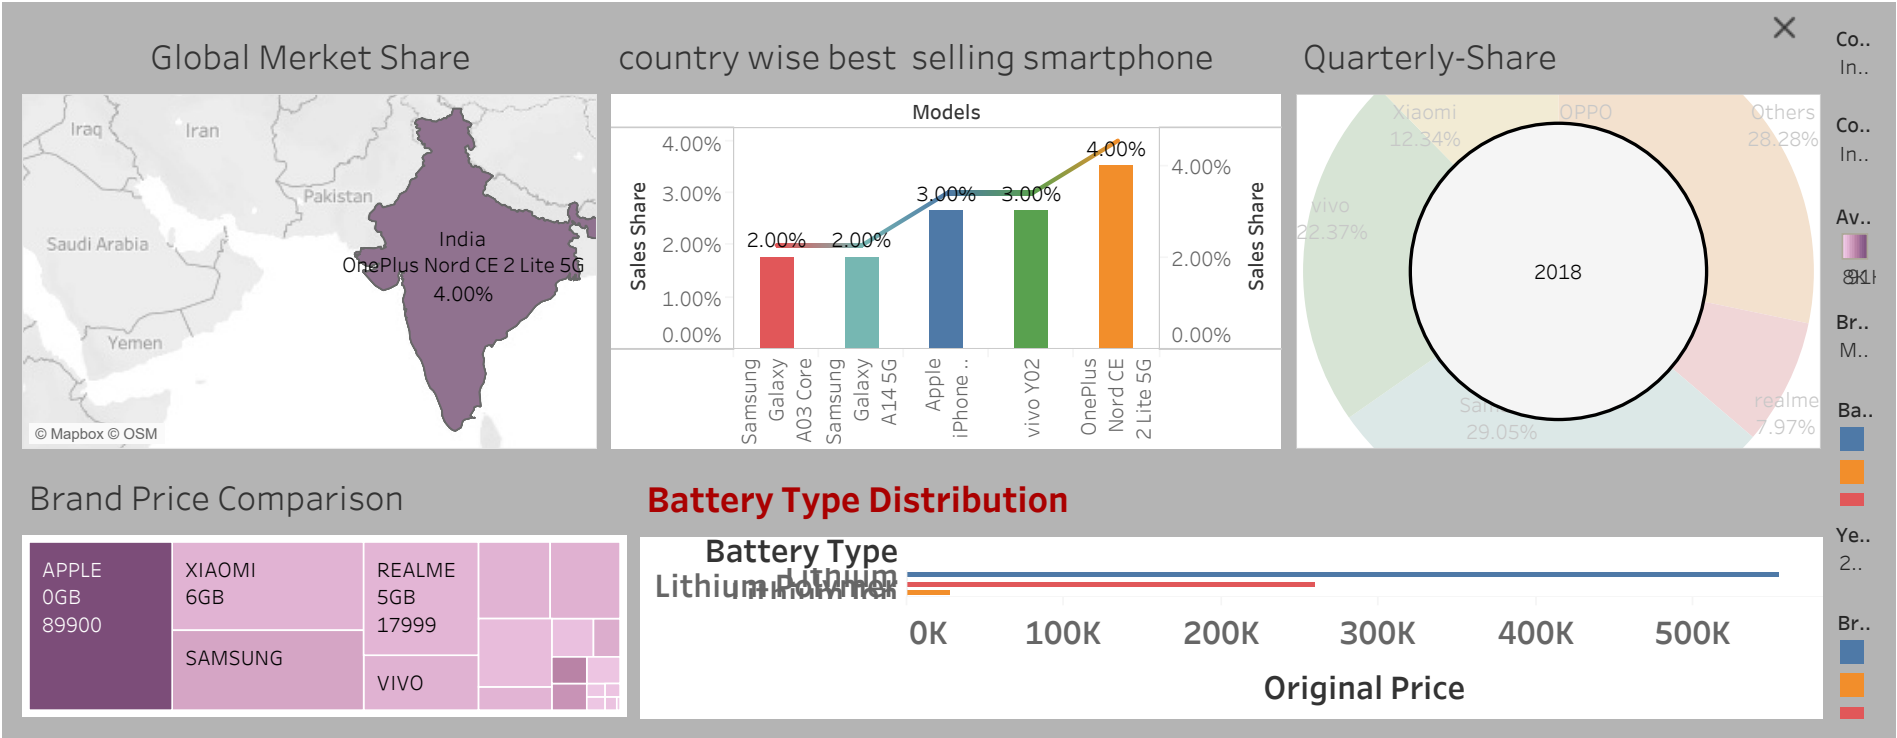 Global Merket Share
Iraq
Iran
Pakistan
Saudi Arabia
Yemen
India
OnePlus Nord CE 2 Lite 5G
4.00%
© Mapbox © OSM
country wise best selling smartphone
Models
Sales Share
4.00%
3.00%
2.00%
1.00%
0.00%
2.00%
2.00%
3.00%
3.00%
4.00%
4.00%
2.00%
0.00%
Sales Share
Samsung
Galaxy
A03 Core
Samsung
Galaxy
A14 5G
Apple
iPhone ..
vivo Y02
OnePlus
Nord CE
2 Lite 5G
Quarterly-Share
Xiaomi
12.34%
OPPO
Others
28.28%
vivo
22.37%
2018
29.05%
realme
7.97%
Co..
In..
Co..
In..
Av..
Br..
M..
Ba..
Ye..
2..
Br..
Brand Price Comparison
APPLE
0GB
89900
XIAOMI
6GB
SAMSUNG
REALME
5GB
17999
VIVO
Battery Type Distribution
Battery Type
Lithium
Lithium Polymer
0K
100K
200K
300K
400K
500K
Original Price